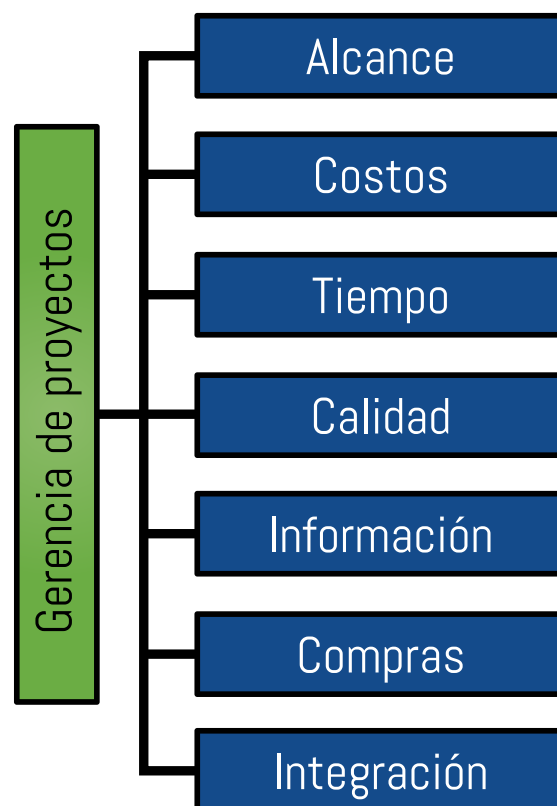 Gerencia de proyectos
Alcance
Costos
Tiempo
Calidad
Información
Compras
Integración